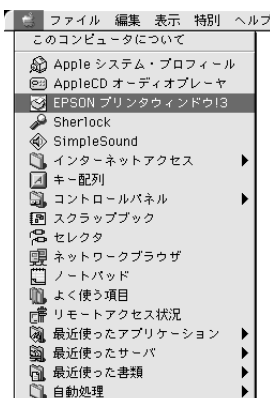 ファイル 編集 表示 特別 ヘル
このコンピュータについて
Apple システム・プロフィール
AppleCD オーディオプレーヤ
EPSON プリンタウィンドウ!3
Sherlock
SimpleSound
インターネットアクセス
キー配列
コントロールパネル
スクラップブック
セレクタ
ネットワークブラウザ
ノートパッド
よく使う項目
リモートアクセス状況
最近使ったアプリケーション
最近使ったサーバ
最近使った書類
自動処理